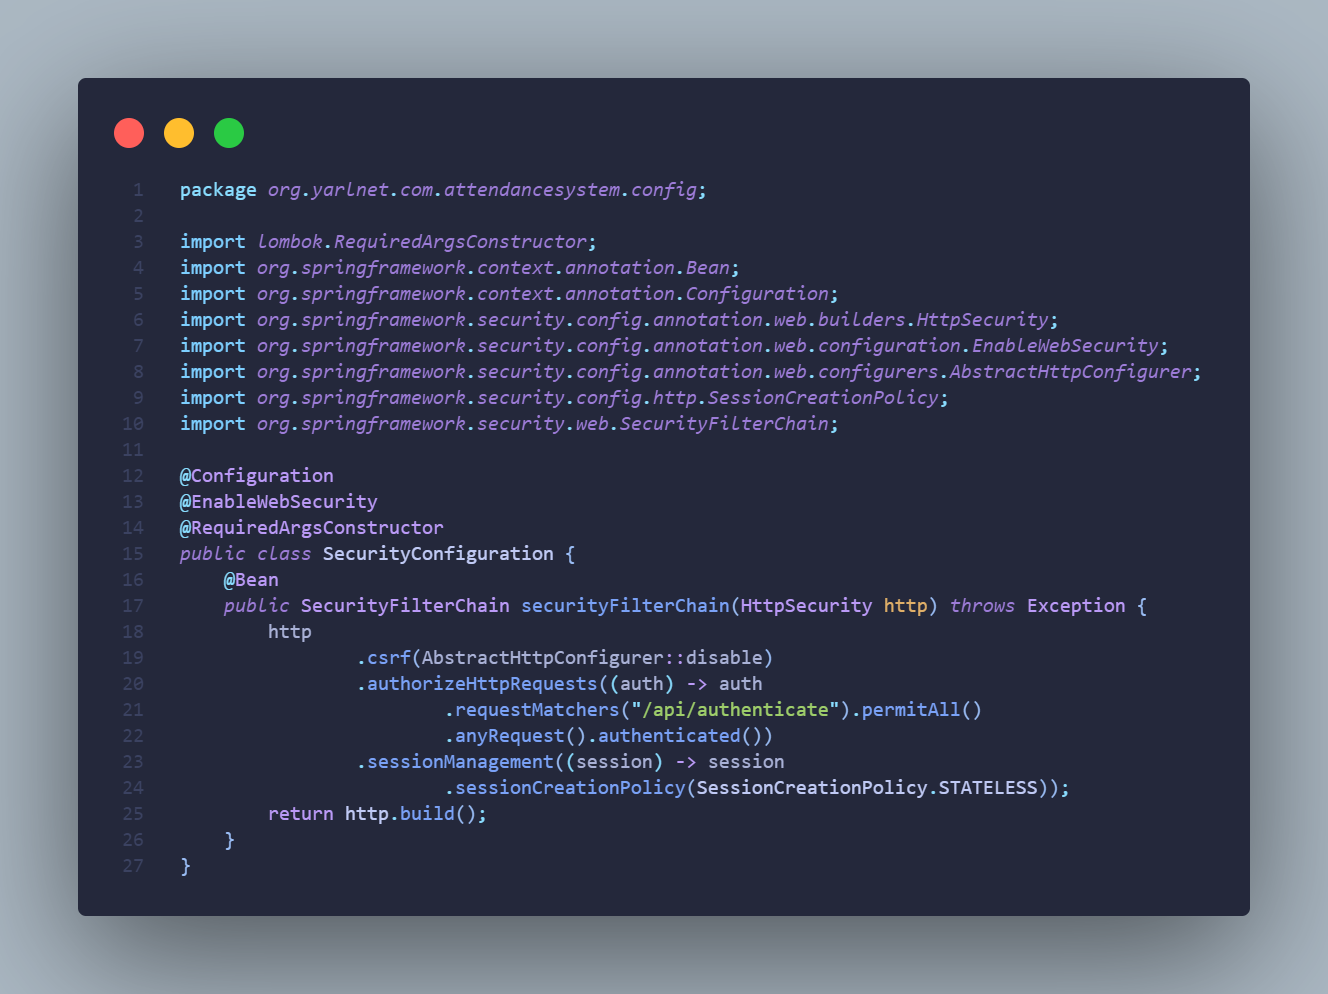 1 package org.yarlnet.com.attendancesystem.config;
2
3 import lombok.RequiredArgsConstructor;
4 import org.springframework.context.annotation.Bean;
5 import org.springframework.context.annotation.Configuration;
6 import org.springframework.security.config.annotation.web.builders.HttpSecurity;
7 import org.springframework.security.config.annotation.web.configuration.EnableWebSecurity;
8 import org.springframework.security.config.annotation.web.configurers.AbstractHttpConfigurer;
9 import org.springframework.security.config.http.SessionCreationPolicy;
10 import org.springframework.security.web.SecurityFilterChain;
11
12 @Configuration
13 @EnableWebSecurity
14 @RequiredArgsConstructor
15 public class SecurityConfiguration {
16     @Bean
17     public SecurityFilterChain securityFilterChain(HttpSecurity http) throws Exception {
18         http
19                 .csrf(AbstractHttpConfigurer::disable)
20                 .authorizeHttpRequests((auth) -> auth
21                         .requestMatchers("/api/authenticate").permitAll()
22                         .anyRequest().authenticated())
23                 .sessionManagement((session) -> session
24                         .sessionCreationPolicy(SessionCreationPolicy.STATELESS));
25         return http.build();
26     }
27 }